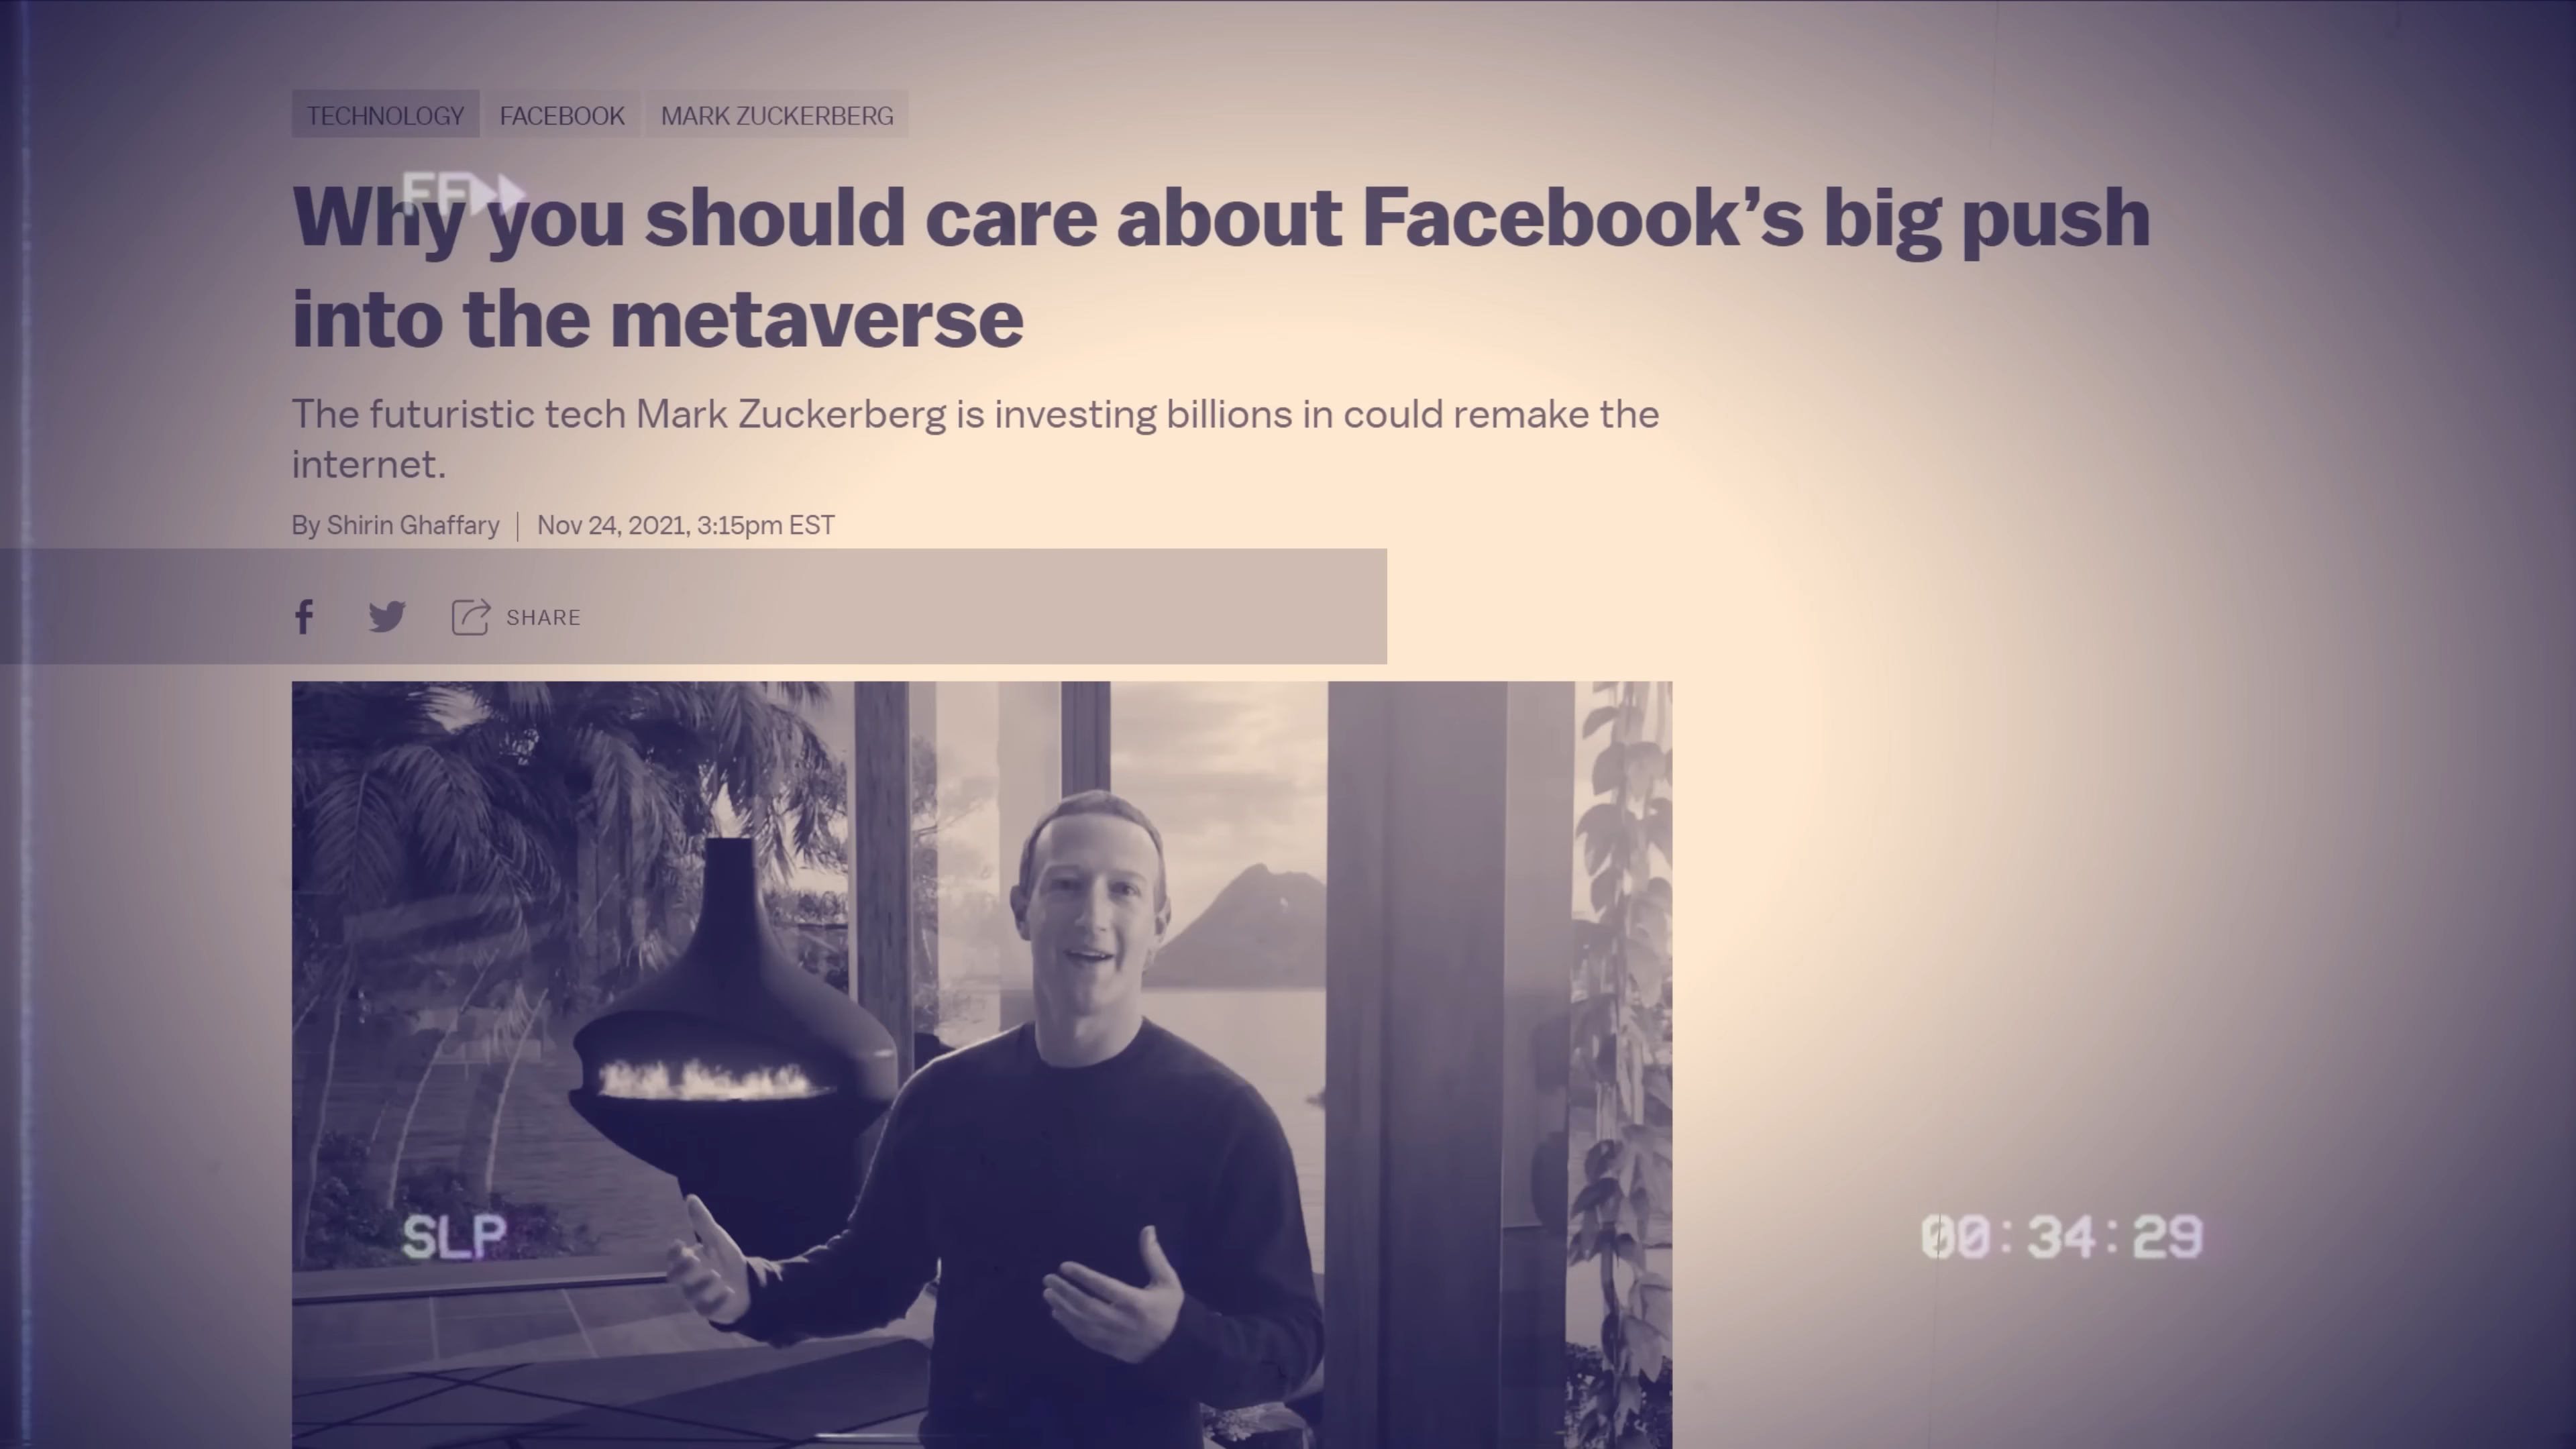 TECHNOLOGY FACEBOOK MARK ZUCKERBERG
FF
Why you should care about Facebook’s big push
into the metaverse
The futuristic tech Mark Zuckerberg is investing billions in could remake the
internet.
By Shirin Ghaffary | Nov 24, 2021, 3:15pm EST
f SHARE
SLP 00:34:29